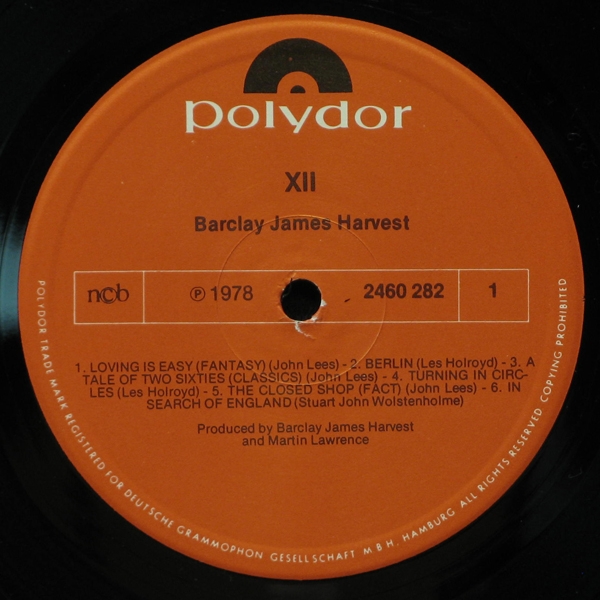 polydor
XII
Barclay James Harvest
ncb ℗ 1978 2460 282 1
1. LOVING IS EASY (FANTASY) (John Lees) - 2. BERLIN (Les Holroyd) - 3. A
TALE OF TWO SIXTIES (CLASSICS) (John Lees) - 4. TURNING IN CIRC-
LES (Les Holroyd) - 5. THE CLOSED SHOP (FACT) (John Lees) - 6. IN
SEARCH OF ENGLAND (Stuart John Wolstenholme)
Produced by Barclay James Harvest
and Martin Lawrence
POLYDOR TRADE MARK REGISTERED FOR DEUTSCHE GRAMMOPHON GESELLSCHAFT MBH. HAMBURG ALL RIGHTS RESERVED COPYING PROHIBITED